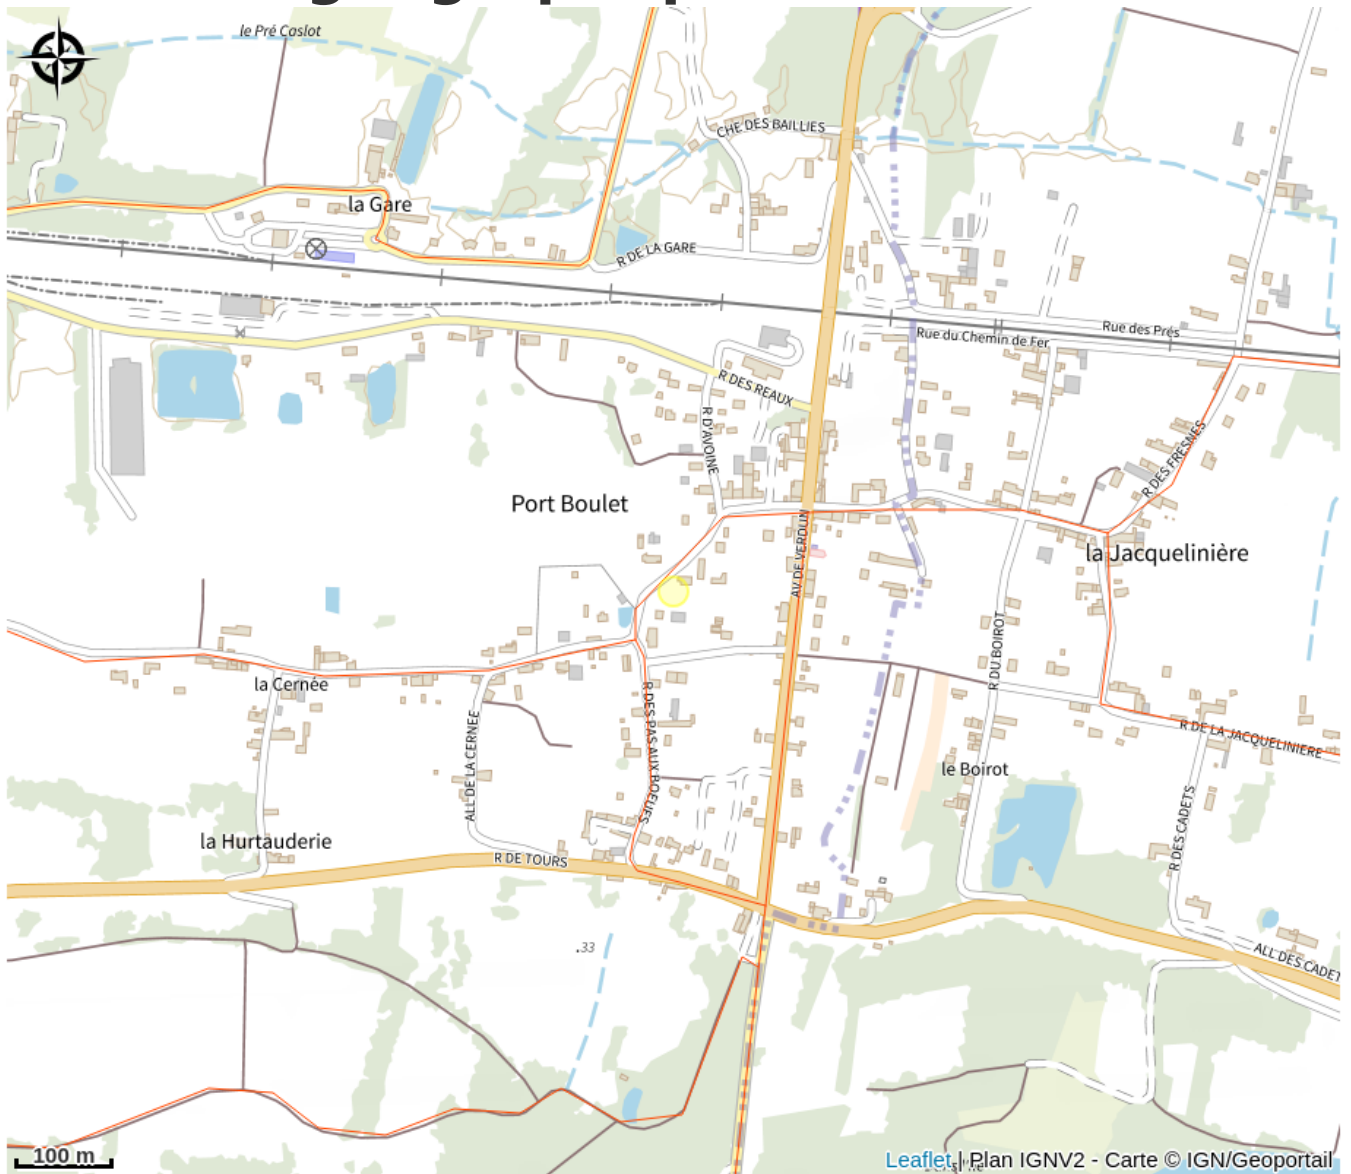 le Pré Caslot
CHE DES BAILLIES
la Gare
R DE LA GARE
Rue des Prés
Rue du Chemin de Fer
R DES REAUX
R D'AVOINE
R DES FRESNES
Port Boulet
AV DE VERDUN
la Jacquelinière
R DU BOIROT
la Cernée
R DES PAS AUX BOEUFS
ALL DE LA CERNEE
R DE LA JACQUELINIERE
le Boirot
R DES CADETS
la Hurtauderie
R DE TOURS
.33
ALL DES CADET
100 m
Leaflet | Plan IGNV2 - Carte © IGN/Geoportail